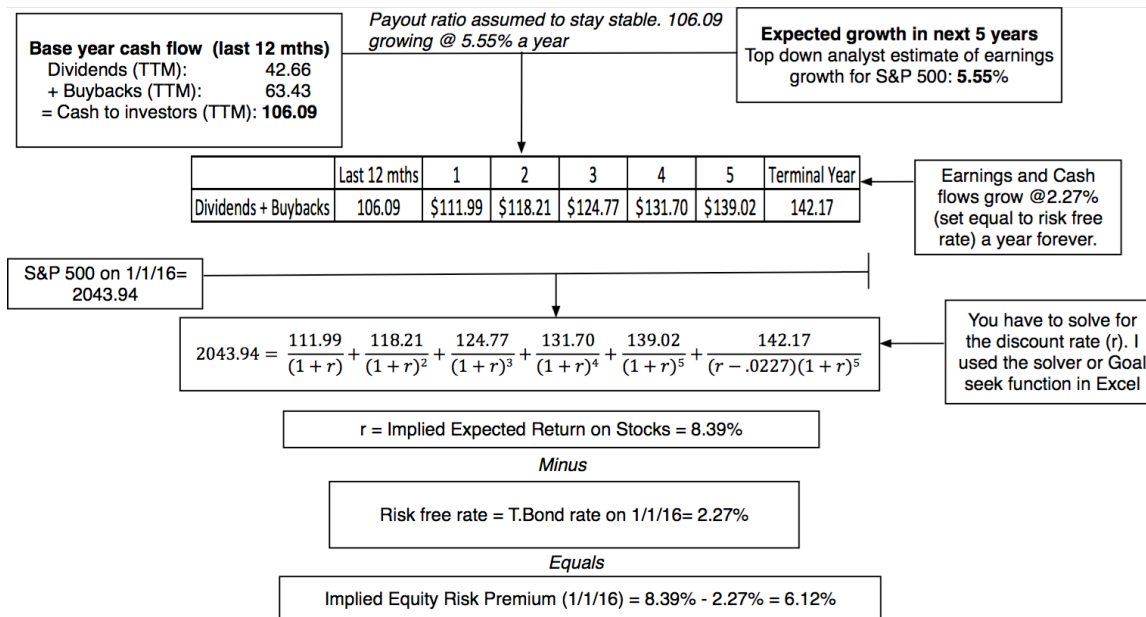 Base year cash flow (last 12 mths)
Dividends (TTM): 42.66
+ Buybacks (TTM): 63.43
= Cash to investors (TTM): 106.09
Payout ratio assumed to stay stable. 106.09
growing @ 5.55% a year
Expected growth in next 5 years
Top down analyst estimate of earnings
growth for S&P 500: 5.55%
Last 12 mths 1 2 3 4 5 Terminal Year
Dividends + Buybacks 106.09 $111.99 $118.21 $124.77 $131.70 $139.02 142.17
Earnings and Cash
flows grow @2.27%
(set equal to risk free
rate) a year forever.
S&P 500 on 1/1/16=
2043.94
2043.94 = 111.99/(1 + r) + 118.21/(1 + r)² + 124.77/(1 + r)³ + 131.70/(1 + r)⁴ + 139.02/(1 + r)⁵ + 142.17/(r − .0227)(1 + r)⁵
You have to solve for
the discount rate (r). I
used the solver or Goal
seek function in Excel
r = Implied Expected Return on Stocks = 8.39%
Minus
Risk free rate = T.Bond rate on 1/1/16= 2.27%
Equals
Implied Equity Risk Premium (1/1/16) = 8.39% - 2.27% = 6.12%